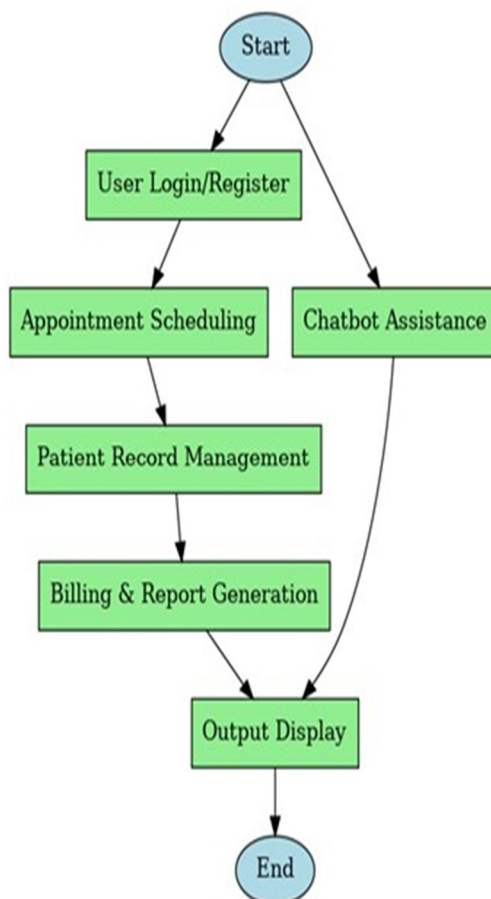 Start
User Login/Register
Appointment Scheduling
Chatbot Assistance
Patient Record Management
Billing & Report Generation
Output Display
End